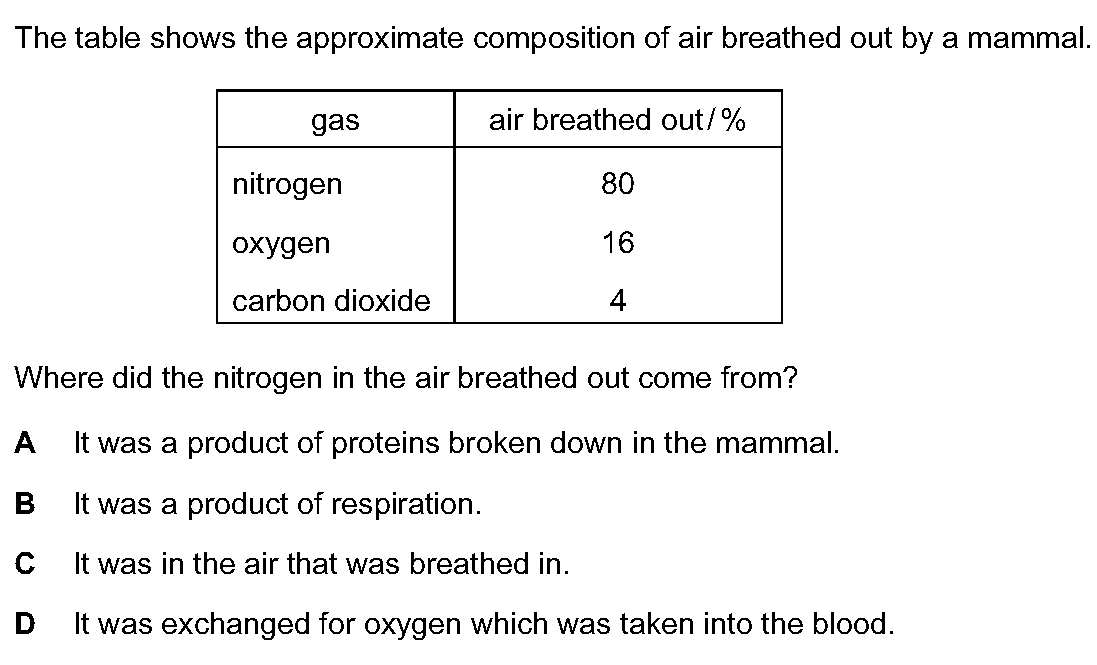 The table shows the approximate composition of air breathed out by a mammal.
gas air breathed out/%
nitrogen 80
oxygen 16
carbon dioxide 4
Where did the nitrogen in the air breathed out come from?
A It was a product of proteins broken down in the mammal.
B It was a product of respiration.
C It was in the air that was breathed in.
D It was exchanged for oxygen which was taken into the blood.